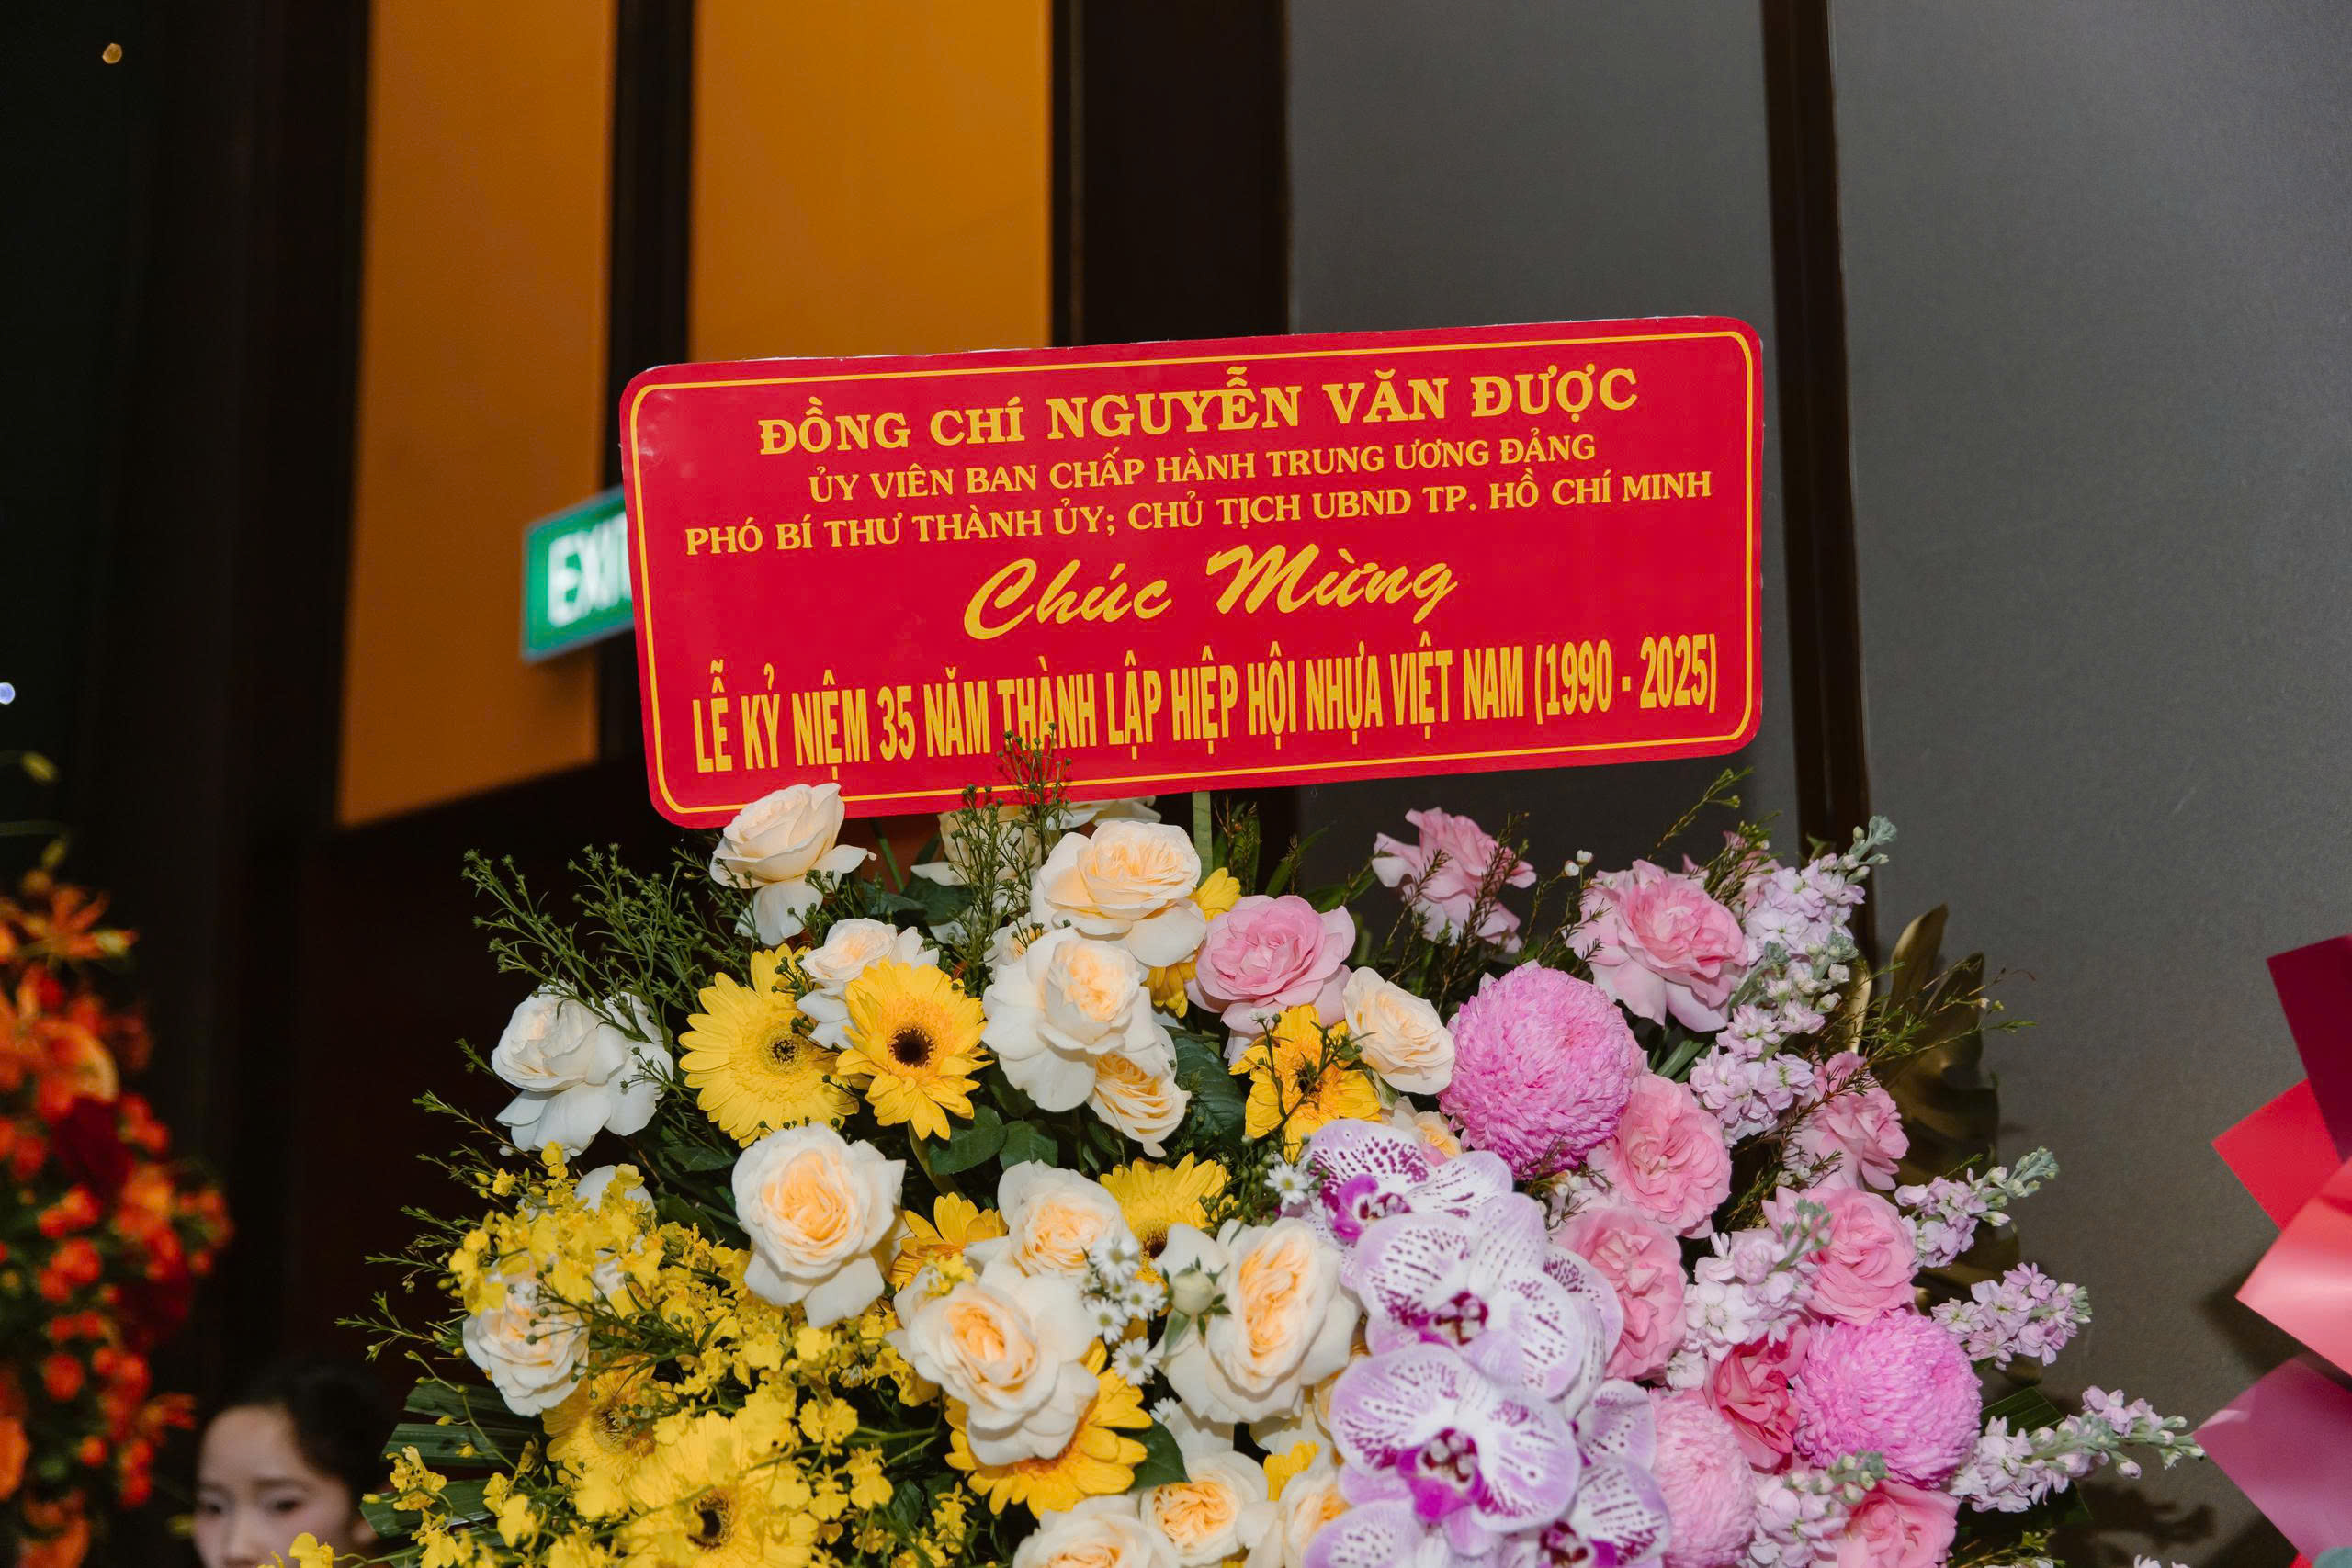 ĐỒNG CHÍ NGUYỄN VĂN ĐƯỢC
ỦY VIÊN BAN CHẤP HÀNH TRUNG ƯƠNG ĐẢNG
PHÓ BÍ THƯ THÀNH ỦY; CHỦ TỊCH UBND TP. HỒ CHÍ MINH
Chúc Mừng
LỄ KỶ NIỆM 35 NĂM THÀNH LẬP HIỆP HỘI NHỰA VIỆT NAM (1990 - 2025)
EXIT